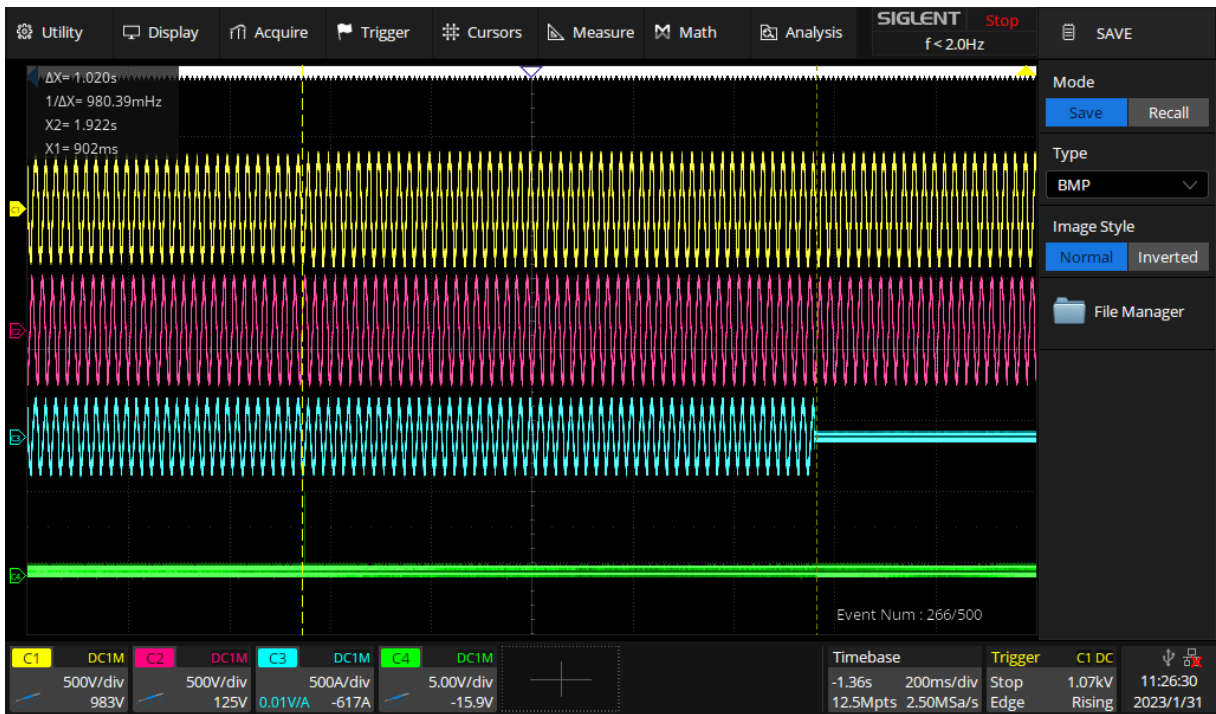 Utility Display Acquire Trigger Cursors Measure Math Analysis
SIGLENT Stop
f < 2.0Hz
SAVE
ΔX= 1.020s
1/ΔX= 980.39mHz
X2= 1.922s
X1= 902ms
Mode
Save Recall
Type
BMP
Image Style
Normal Inverted
File Manager
C1
C2
C3
C4
Event Num : 266/500
C1 DC1M
500V/div
983V
C2 DC1M
500V/div
125V
C3 DC1M
500A/div
0.01V/A -617A
C4 DC1M
5.00V/div
-15.9V
Timebase
-1.36s 200ms/div
12.5Mpts 2.50MSa/s
Trigger C1 DC
Stop 1.07kV
Edge Rising
11:26:30
2023/1/31